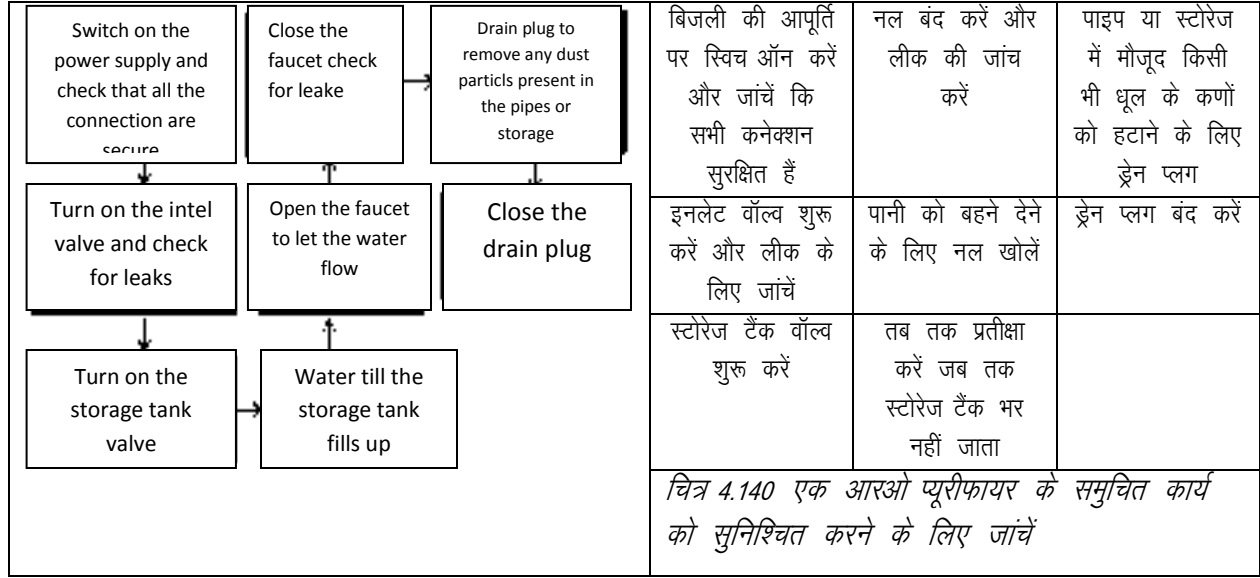 Switch on the
power supply and
check that all the
connection are
secure
Turn on the intel
valve and check
for leaks
Turn on the
storage tank
valve
Water till the
storage tank
fills up
Open the faucet
to let the water
flow
Close the
faucet check
for leake
Drain plug to
remove any dust
particls present in
the pipes or
storage
Close the
drain plug
बिजली की आपूर्ति
पर स्विच ऑन करें
और जांचें कि
सभी कनेक्शन
सुरक्षित हैं
नल बंद करें और
लीक की जांच
करें
पाइप या स्टोरेज
में मौजूद किसी
भी धूल के कणों
को हटाने के लिए
ड्रेन प्लग
इनलेट वॉल्व शुरू
करें और लीक के
लिए जांचें
पानी को बहने देने
के लिए नल खोलें
ड्रेन प्लग बंद करें
स्टोरेज टैंक वॉल्व
शुरू करें
तब तक प्रतीक्षा
करें जब तक
स्टोरेज टैंक भर
नहीं जाता
चित्र 4.140 एक आरओ प्यूरीफायर के समुचित कार्य
को सुनिश्चित करने के लिए जांचें